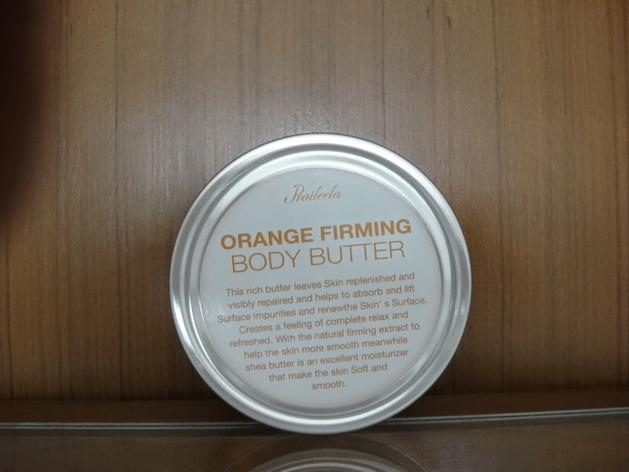 Praileela
ORANGE FIRMING
BODY BUTTER
This rich butter leaves Skin replenished and
visibly repaired and helps to absorb and lift
Surface impurities and renewthe Skin' s Surface.
Creates a feeling of complete relax and
refreshed. With the natural firming extract to
help the skin more smooth meanwhile
shea butter is an excellent moisturizer
that make the skin Soft and
smooth.